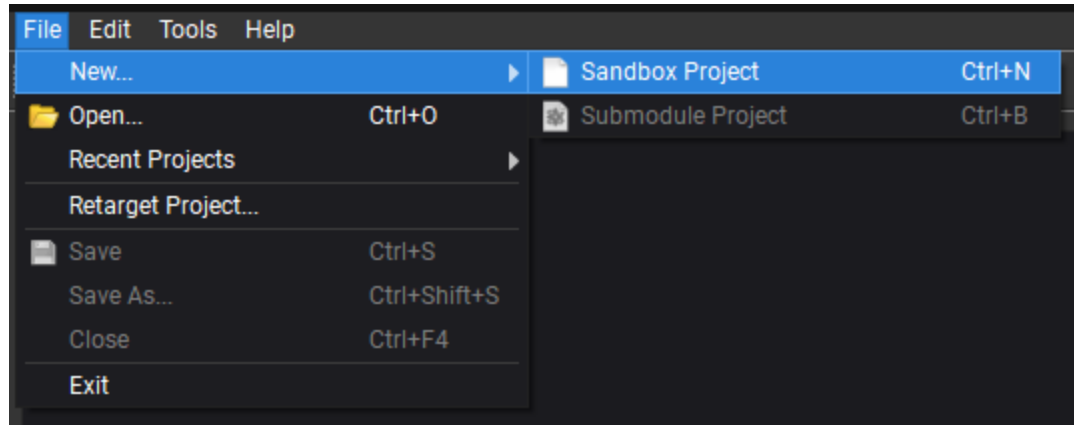 File Edit Tools Help
New... Sandbox Project Ctrl+N
Open... Ctrl+O Submodule Project Ctrl+B
Recent Projects
Retarget Project...
Save Ctrl+S
Save As... Ctrl+Shift+S
Close Ctrl+F4
Exit